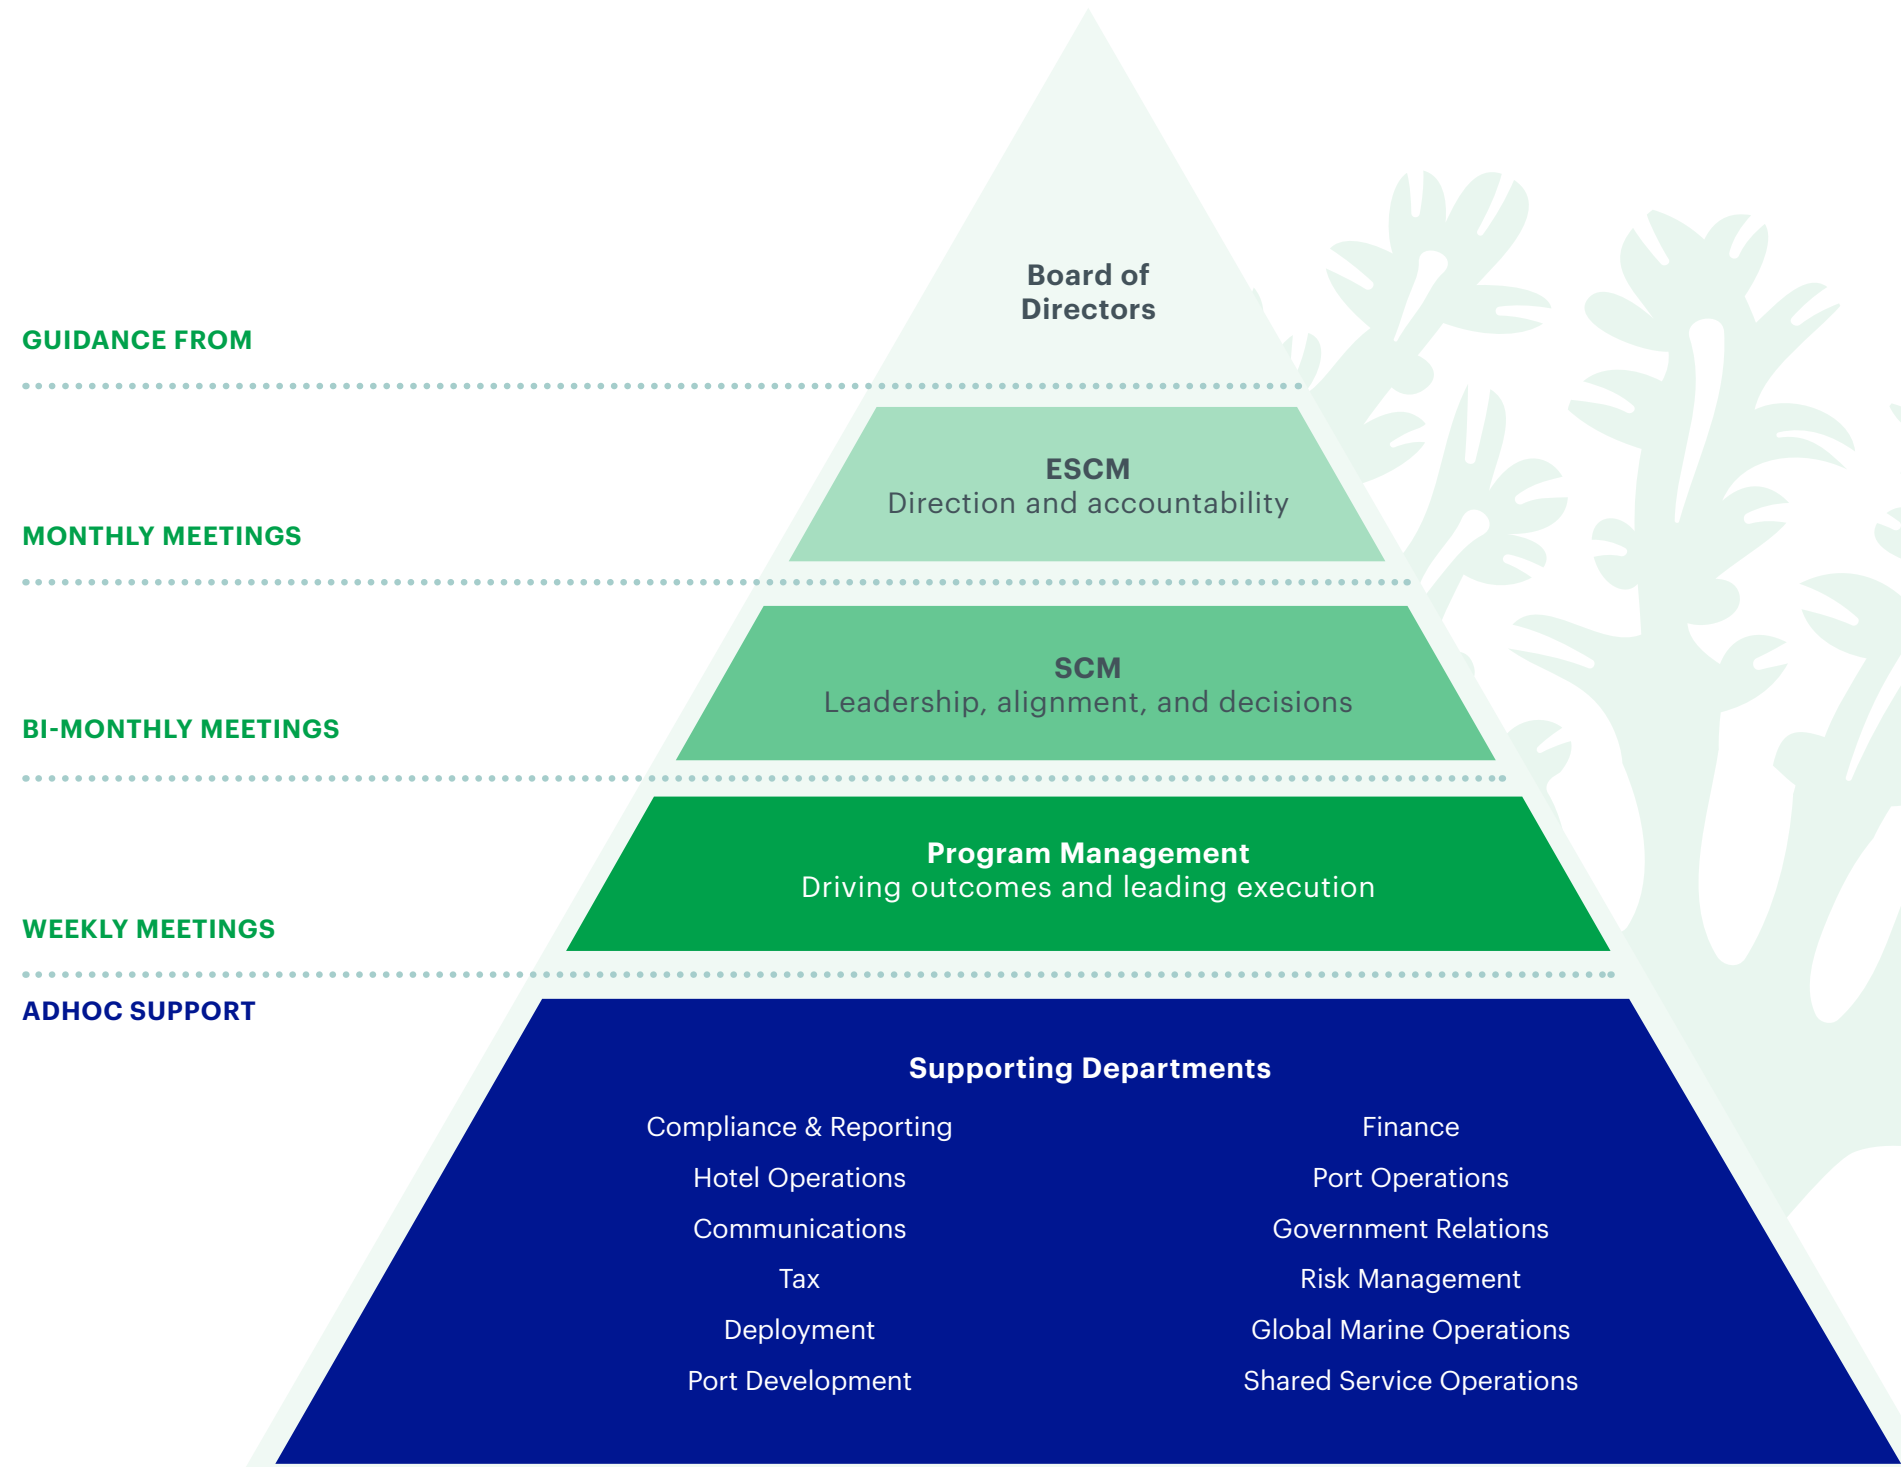 Board of
Directors
GUIDANCE FROM
ESCM
Direction and accountability
MONTHLY MEETINGS
SCM
Leadership, alignment, and decisions
BI-MONTHLY MEETINGS
Program Management
Driving outcomes and leading execution
WEEKLY MEETINGS
ADHOC SUPPORT
Supporting Departments
Compliance & Reporting
Hotel Operations
Communications
Tax
Deployment
Port Development
Finance
Port Operations
Government Relations
Risk Management
Global Marine Operations
Shared Service Operations